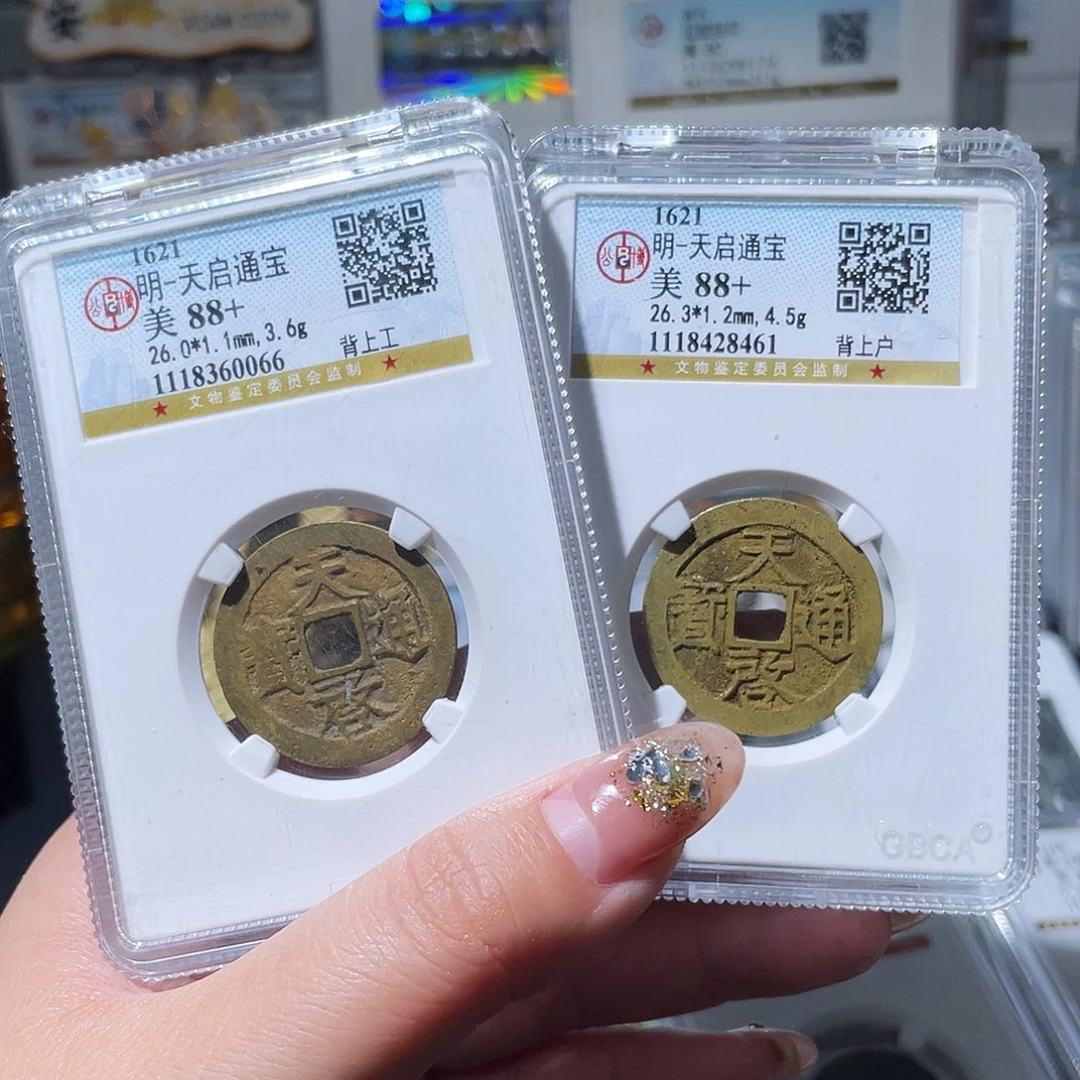 1621
明-天启通宝
美 88+
26.0*1.1mm, 3.6g
背上工
1118360066
★ 文物鉴定委员会监制 ★
天
通
启
1621
明-天启通宝
美 88+
26.3*1.2mm, 4.5g
1118428461
背上户
★ 文物鉴定委员会监制 ★
天
寳 通
啓
GBCA